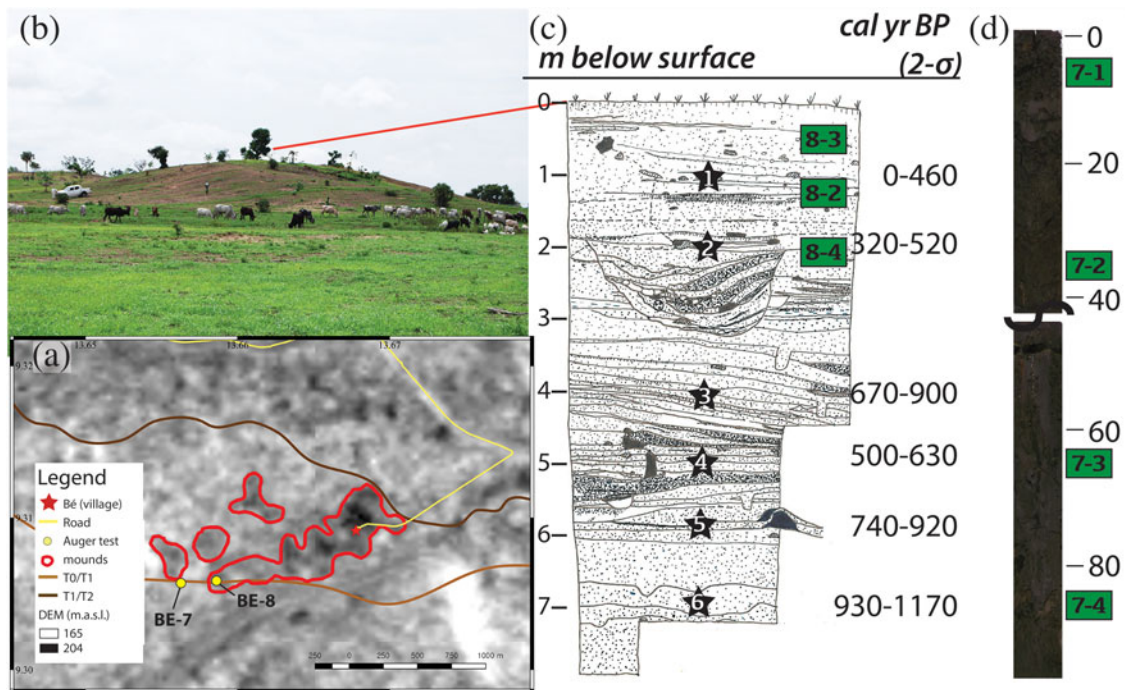 (b)
(c)
cal yr BP
(d)
m below surface
(2-σ)
0
7-1
20
7-2
40
60
7-3
80
7-4
0
1
2
3
4
5
6
7
8-3
8-2
8-4
1
2
3
4
5
6
0-460
320-520
670-900
500-630
740-920
930-1170
(a)
13.65
13.66
13.67
9.32
9.31
9.30
Legend
Bé (village)
Road
Auger test
mounds
T0/T1
T1/T2
DEM (m.a.s.l.)
165
204
BE-7
BE-8
250 0 250 500 750 1000 m